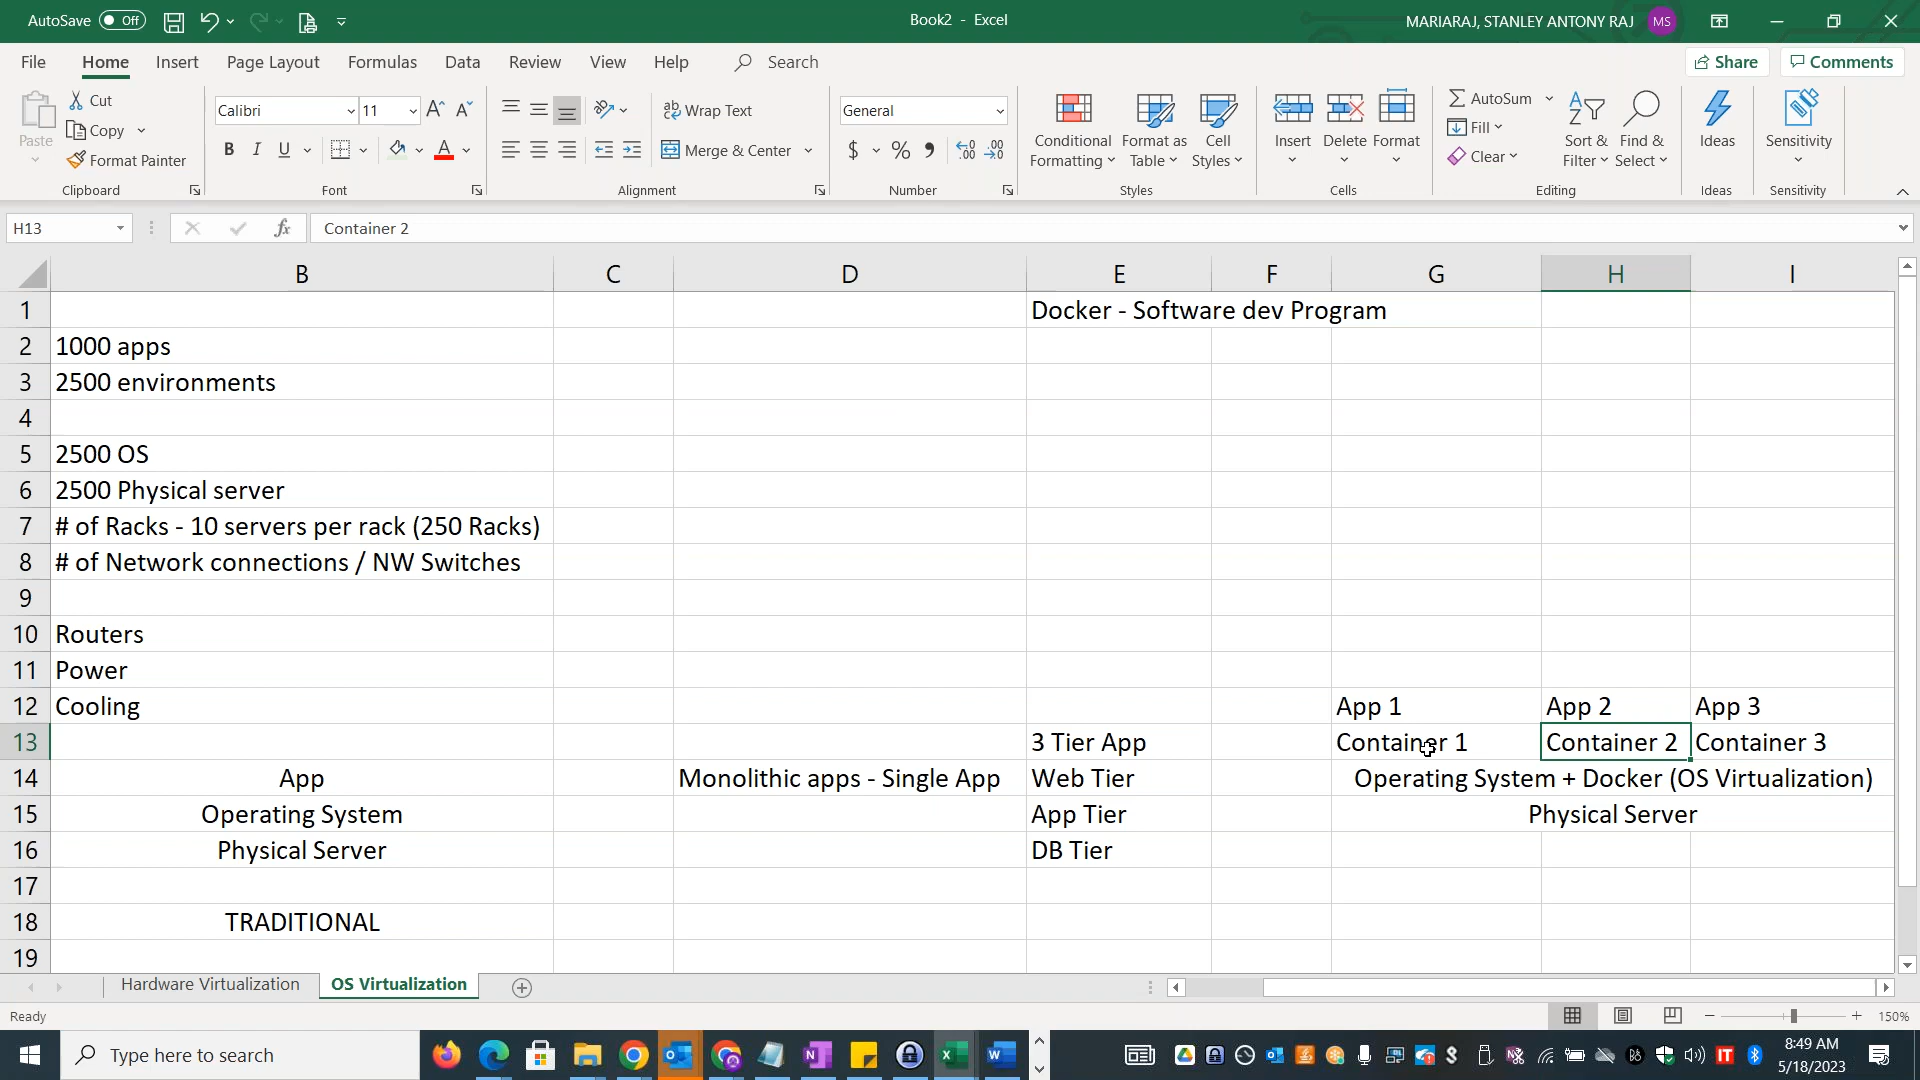 AutoSave Off
Book2 - Excel
MARIARAJ, STANLEY ANTONY RAJ MS
File Home Insert Page Layout Formulas Data Review View Help Search
Share Comments
Paste
Cut
Copy
Format Painter
Clipboard
Calibri 11
B I U
Font
Wrap Text
Merge & Center
Alignment
General
$ % 9
Number
Conditional Formatting
Format as Table
Cell Styles
Styles
Insert
Delete
Format
Cells
AutoSum
Fill
Clear
Sort & Filter
Find & Select
Editing
Ideas
Ideas
Sensitivity
Sensitivity
H13 fx Container 2
B C D E F G H I
1 Docker - Software dev Program
2 1000 apps
3 2500 environments
4
5 2500 OS
6 2500 Physical server
7 # of Racks - 10 servers per rack (250 Racks)
8 # of Network connections / NW Switches
9
10 Routers
11 Power
12 Cooling App 1 App 2 App 3
13 3 Tier App Container 1 Container 2 Container 3
14 App Monolithic apps - Single App Web Tier Operating System + Docker (OS Virtualization)
15 Operating System App Tier Physical Server
16 Physical Server DB Tier
17
18 TRADITIONAL
19
Hardware Virtualization OS Virtualization
Ready
150%
Type here to search
8:49 AM
5/18/2023